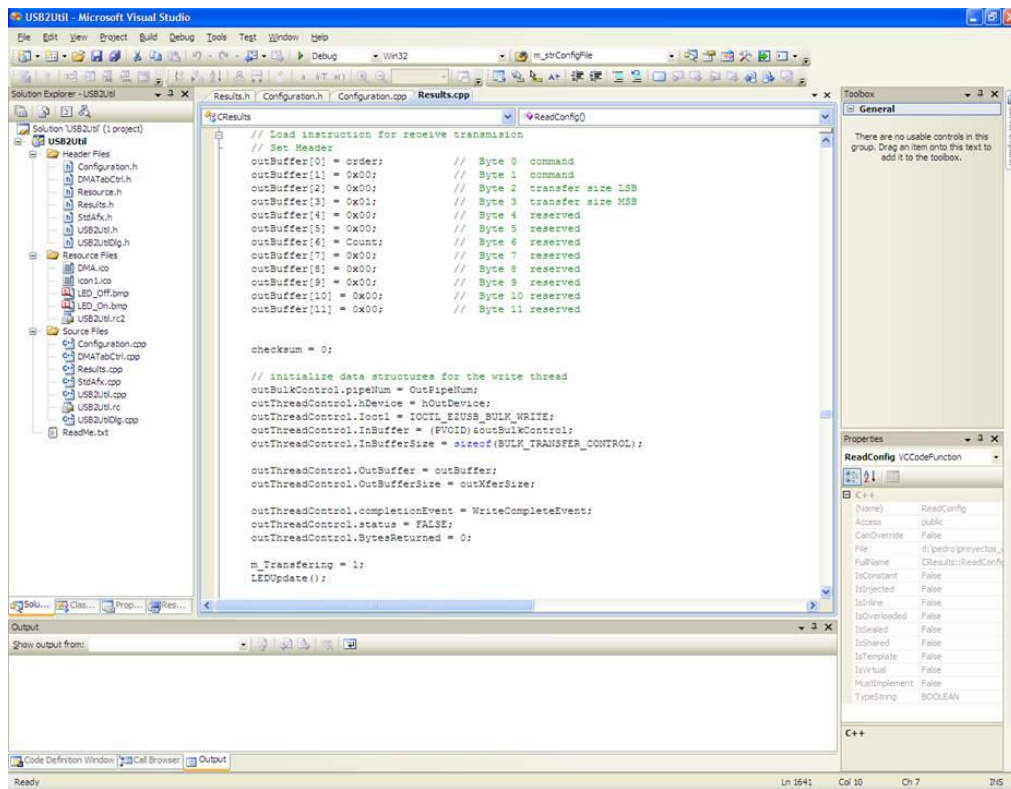 USB2Util - Microsoft Visual Studio
File Edit View Project Build Debug Tools Test Window Help
Debug Win32 m_strConfigFile
Solution Explorer - USB2Util
Solution 'USB2Util' (1 project)
USB2Util
Header Files
Configuration.h
DMATabCtrl.h
Resource.h
Results.h
StdAfx.h
USB2Util.h
USB2UtilDlg.h
Resource Files
DMA.ico
icon1.ico
LED_Off.bmp
LED_On.bmp
USB2Util.rc2
Source Files
Configuration.cpp
DMATabCtrl.cpp
Results.cpp
StdAfx.cpp
USB2Util.cpp
USB2Util.rc
USB2UtilDlg.cpp
ReadMe.txt
Solu... Clas... Prop... Res...
Results.h Configuration.h Configuration.cpp Results.cpp
CResults ReadConfig()
// Load instruction for receive transmision
// Set Header
outBuffer[0] = order; // Byte 0 command
outBuffer[1] = 0x00; // Byte 1 command
outBuffer[2] = 0x00; // Byte 2 transfer size LSB
outBuffer[3] = 0x01; // Byte 3 transfer size MSB
outBuffer[4] = 0x00; // Byte 4 reserved
outBuffer[5] = 0x00; // Byte 5 reserved
outBuffer[6] = Count; // Byte 6 reserved
outBuffer[7] = 0x00; // Byte 7 reserved
outBuffer[8] = 0x00; // Byte 8 reserved
outBuffer[9] = 0x00; // Byte 9 reserved
outBuffer[10] = 0x00; // Byte 10 reserved
outBuffer[11] = 0x00; // Byte 11 reserved
checksum = 0;
// initialize data structures for the write thread
outBulkControl.pipeNum = OutPipeNum;
outThreadControl.hDevice = hOutDevice;
outThreadControl.Ioctl = IOCTL_EZUSB_BULK_WRITE;
outThreadControl.InBuffer = (PVOID)&outBulkControl;
outThreadControl.InBufferSize = sizeof(BULK_TRANSFER_CONTROL);
outThreadControl.OutBuffer = outBuffer;
outThreadControl.OutBufferSize = outXferSize;
outThreadControl.completionEvent = WriteCompleteEvent;
outThreadControl.status = FALSE;
outThreadControl.BytesReturned = 0;
m_Transfering = 1;
LEDUpdate();
Toolbox
General
There are no usable controls in this
group. Drag an item onto this text to
add it to the toolbox.
Properties
ReadConfig VCCodeFunction
C++
(Name) ReadConfig
Access public
CanOverride False
File d:\pedro\proyectos_
FullName CResults::ReadConfig
IsConstant False
IsInjected False
IsInline False
IsOverloaded False
IsSealed False
IsShared False
IsTemplate False
IsVirtual False
MustImplement False
TypeString BOOLEAN
C++
Output
Show output from:
Code Definition Window Call Browser Output
Ready Ln 1641 Col 10 Ch 7 INS